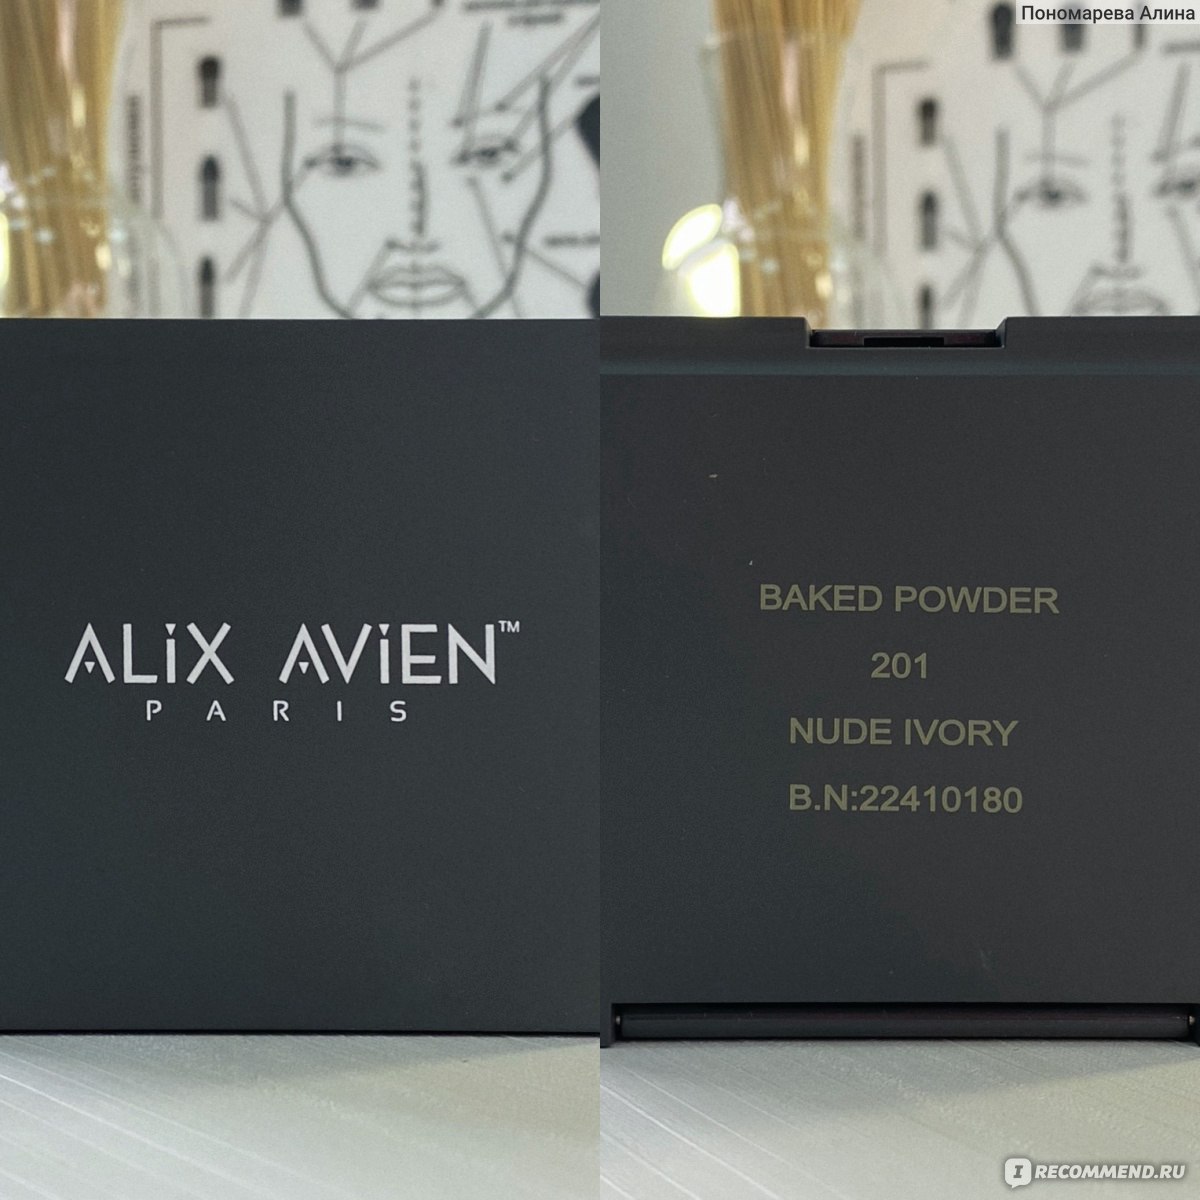 Пономарева Алина
ALiX AViEN™
PARIS
BAKED POWDER
201
NUDE IVORY
B.N:22410180
IRECOMMEND.RU